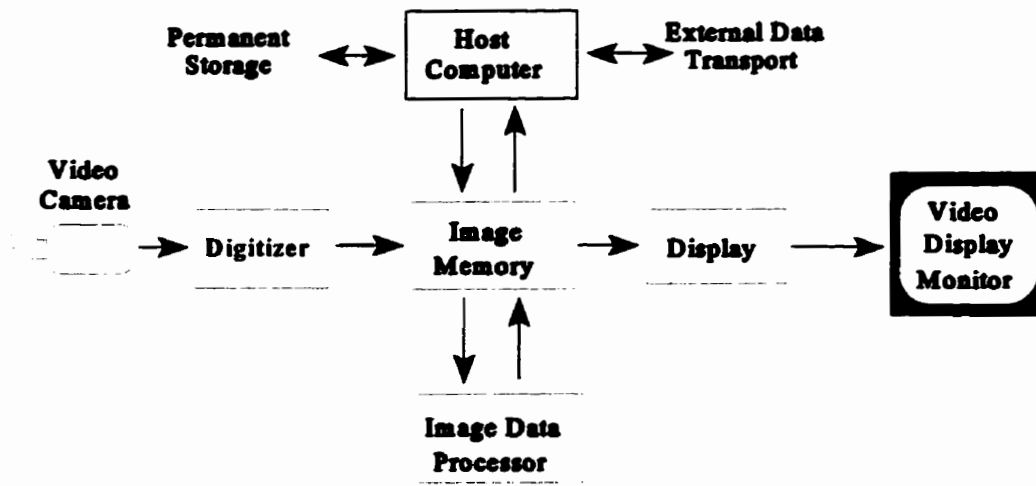 Permanent
Storage
Host
Computer
External Data
Transport
Video
Camera
Digitizer
Image
Memory
Display
Video
Display
Monitor
Image Data
Processor